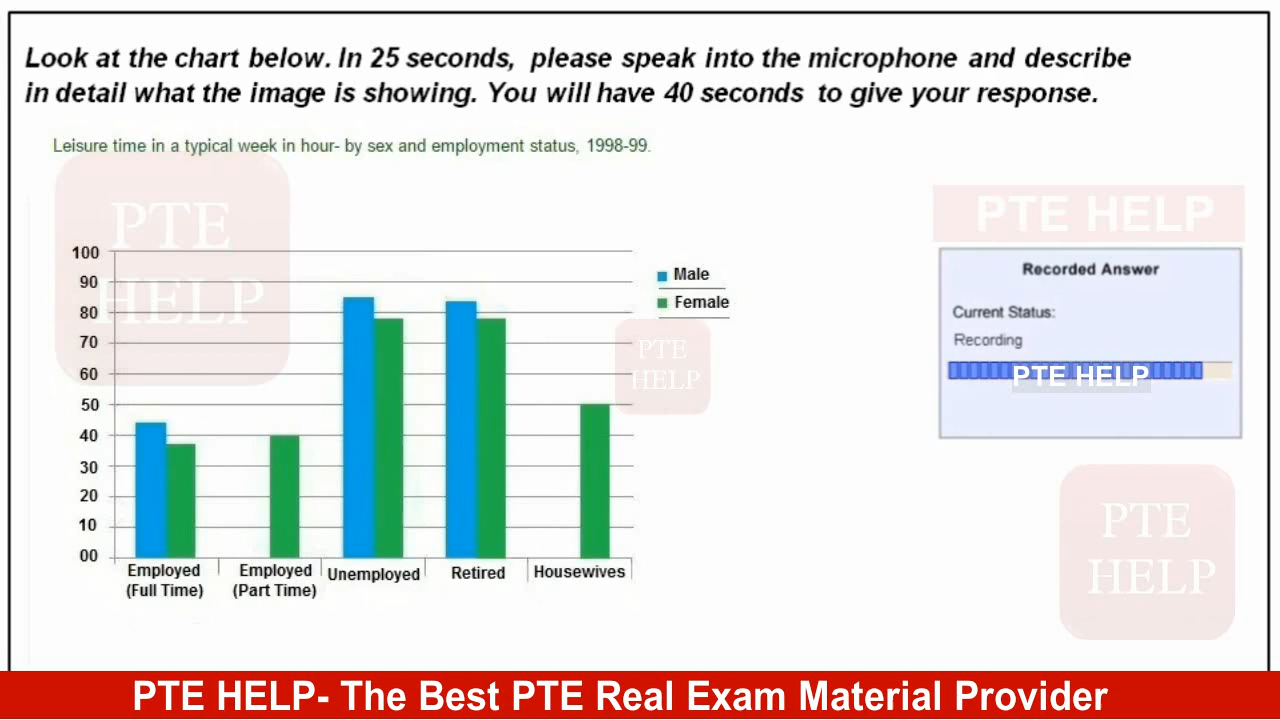 Look at the chart below. In 25 seconds, please speak into the microphone and describe
in detail what the image is showing. You will have 40 seconds to give your response.
Leisure time in a typical week in hour- by sex and employment status, 1998-99.
PTE
HELP
PTE HELP
Recorded Answer
Current Status:
Recording
PTE HELP
100
90
80
70
60
50
40
30
20
10
00
Male
Female
PTE
HELP
Employed
(Full Time)
Employed
(Part Time)
Unemployed
Retired
Housewives
PTE
HELP
PTE HELP- The Best PTE Real Exam Material Provider